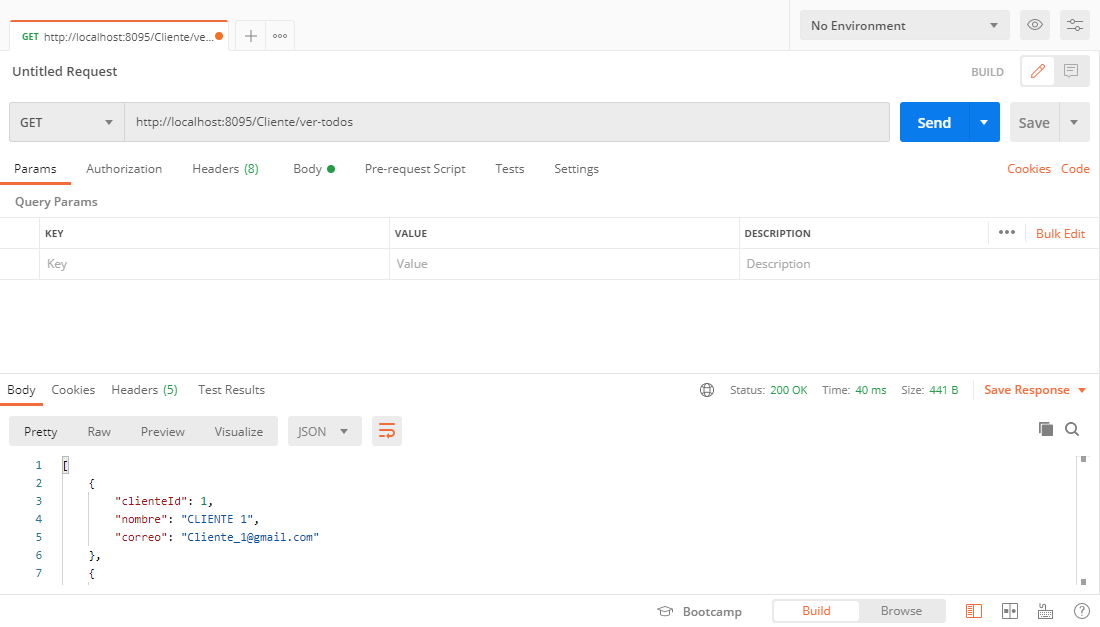 GET http://localhost:8095/Cliente/ve...
No Environment
Untitled Request
BUILD
GET
http://localhost:8095/Cliente/ver-todos
Send
Save
Params Authorization Headers (8) Body Pre-request Script Tests Settings Cookies Code
Query Params
KEY VALUE DESCRIPTION Bulk Edit
Key Value Description
Body Cookies Headers (5) Test Results Status: 200 OK Time: 40 ms Size: 441 B Save Response
Pretty Raw Preview Visualize JSON
1 [
2 {
3 "clienteId": 1,
4 "nombre": "CLIENTE 1",
5 "correo": "Cliente_1@gmail.com"
6 },
7 {
Bootcamp Build Browse